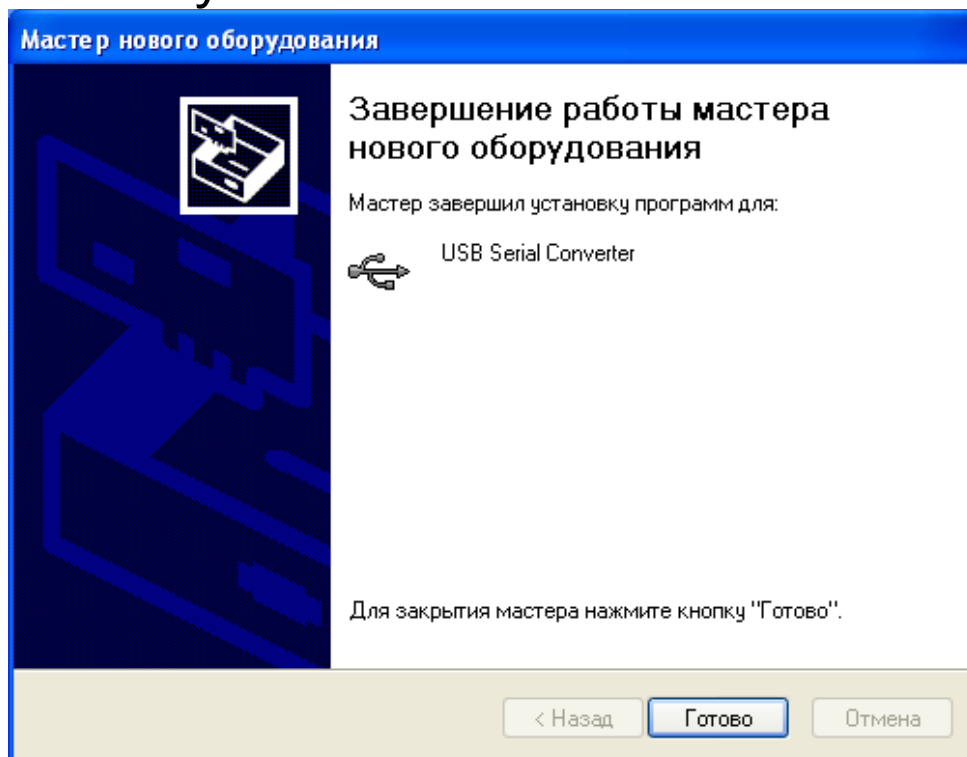 Мастер нового оборудования
Завершение работы мастера
нового оборудования
Мастер завершил установку программ для:
USB Serial Converter
Для закрытия мастера нажмите кнопку "Готово".
< Назад
Готово
Отмена